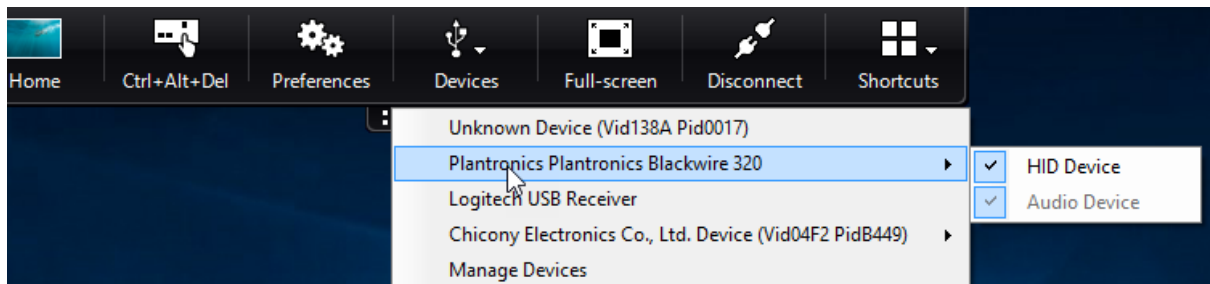 Home Ctrl+Alt+Del Preferences Devices Full-screen Disconnect Shortcuts
Unknown Device (Vid138A Pid0017)
Plantronics Plantronics Blackwire 320
HID Device
Logitech USB Receiver
Audio Device
Chicony Electronics Co., Ltd. Device (Vid04F2 PidB449)
Manage Devices